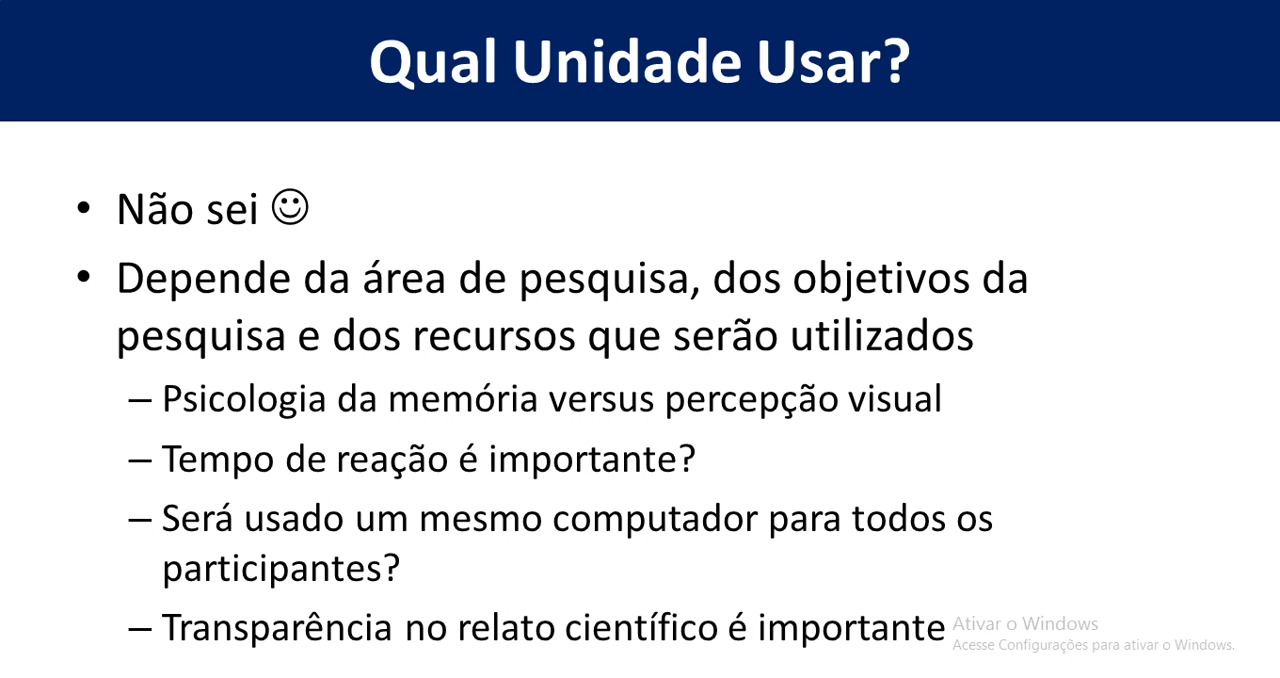 Qual Unidade Usar?
• Não sei ☺
• Depende da área de pesquisa, dos objetivos da
pesquisa e dos recursos que serão utilizados
– Psicologia da memória versus percepção visual
– Tempo de reação é importante?
– Será usado um mesmo computador para todos os
participantes?
– Transparência no relato científico é importante
Ativar o Windows
Acesse Configurações para ativar o Windows.